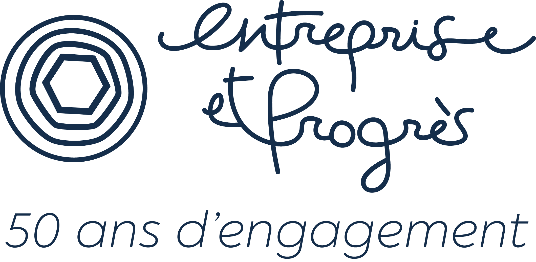 entreprise
et Progrès
50 ans d'engagement